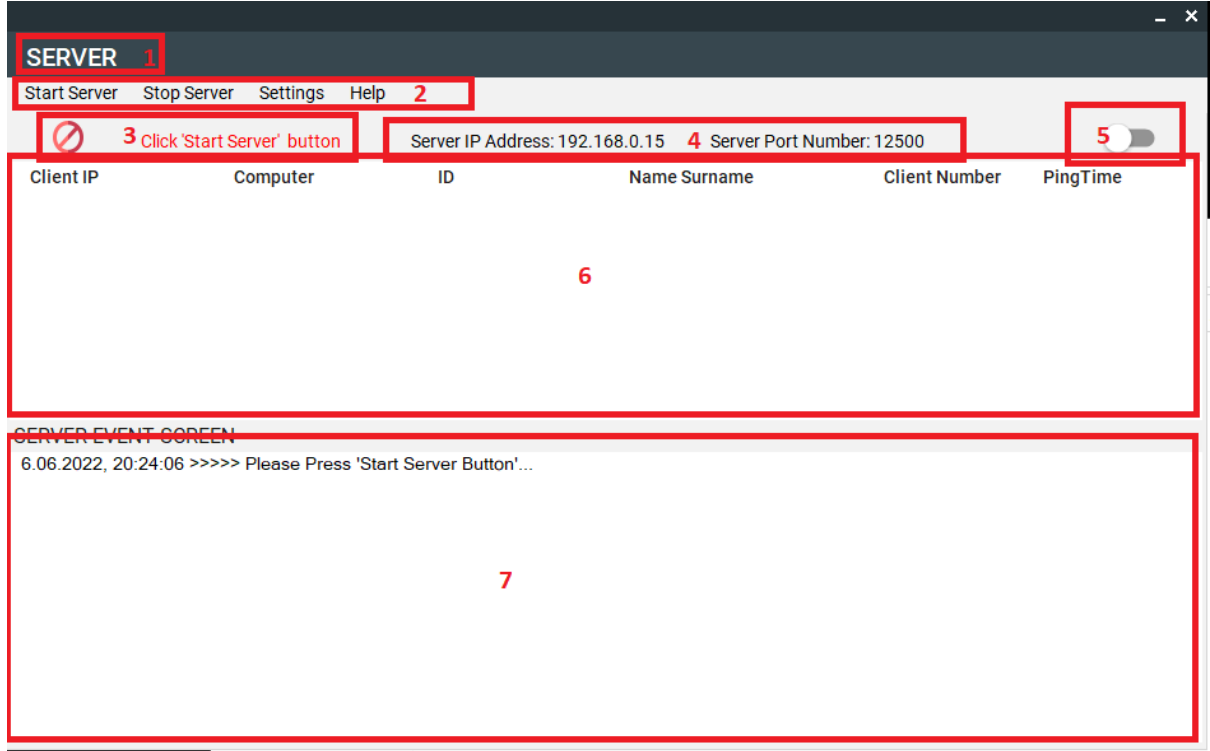 SERVER 1
Start Server Stop Server Settings Help 2
3 Click 'Start Server' button Server IP Address: 192.168.0.15 4 Server Port Number: 12500 5
Client IP Computer ID Name Surname Client Number PingTime
6
SERVER EVENT SCREEN
6.06.2022, 20:24:06 >>>>> Please Press 'Start Server Button'...
7